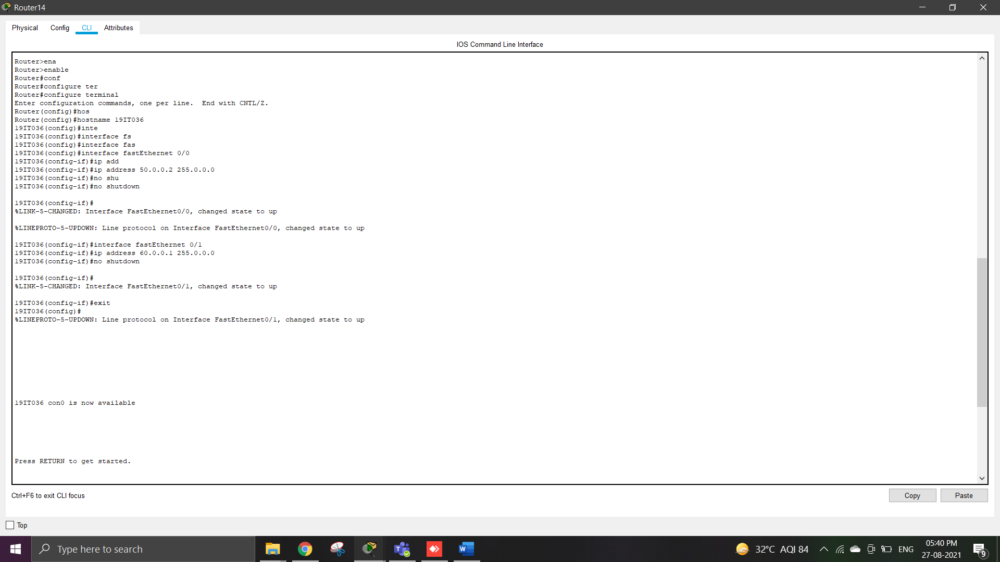 Router14
Physical Config CLI Attributes
IOS Command Line Interface
Router>ena
Router>enable
Router#conf
Router#configure ter
Router#configure terminal
Enter configuration commands, one per line.  End with CNTL/Z.
Router(config)#hos
Router(config)#hostname 19IT036
19IT036(config)#inte
19IT036(config)#interface fs
19IT036(config)#interface fas
19IT036(config)#interface fastEthernet 0/0
19IT036(config-if)#ip add
19IT036(config-if)#ip address 50.0.0.2 255.0.0.0
19IT036(config-if)#no shu
19IT036(config-if)#no shutdown
19IT036(config-if)#
%LINK-5-CHANGED: Interface FastEthernet0/0, changed state to up
%LINEPROTO-5-UPDOWN: Line protocol on Interface FastEthernet0/0, changed state to up
19IT036(config-if)#interface fastEthernet 0/1
19IT036(config-if)#ip address 60.0.0.1 255.0.0.0
19IT036(config-if)#no shutdown
19IT036(config-if)#
%LINK-5-CHANGED: Interface FastEthernet0/1, changed state to up
19IT036(config-if)#exit
19IT036(config)#
%LINEPROTO-5-UPDOWN: Line protocol on Interface FastEthernet0/1, changed state to up
19IT036 con0 is now available
Press RETURN to get started.
Ctrl+F6 to exit CLI focus
Copy Paste
Top
Type here to search
32°C AQI 84
ENG
05:40 PM
27-08-2021
9